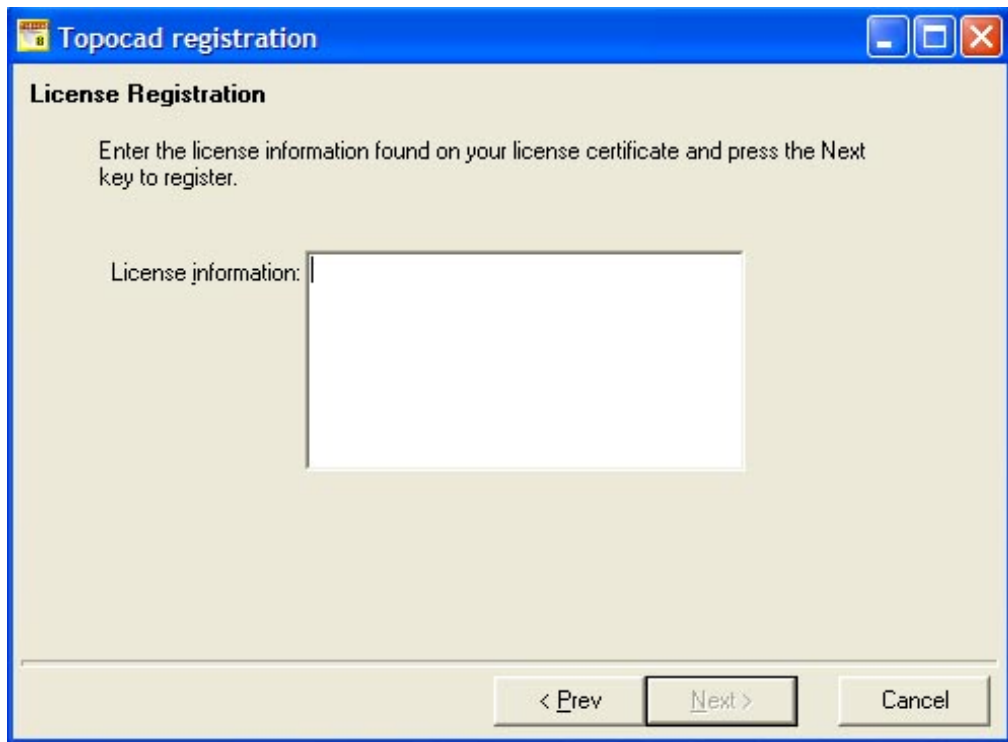 Topocad registration
License Registration
Enter the license information found on your license certificate and press the Next
key to register.
License information:
< Prev
Next >
Cancel